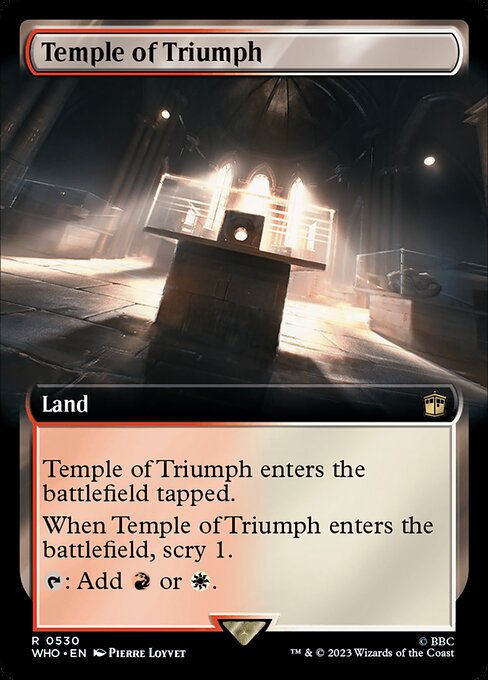 Temple of Triumph
Land
Temple of Triumph enters the
battlefield tapped.
When Temple of Triumph enters the
battlefield, scry 1.
: Add or .
R 0530
WHO • EN Pierre Loyvet
© BBC
™ & © 2023 Wizards of the Coast